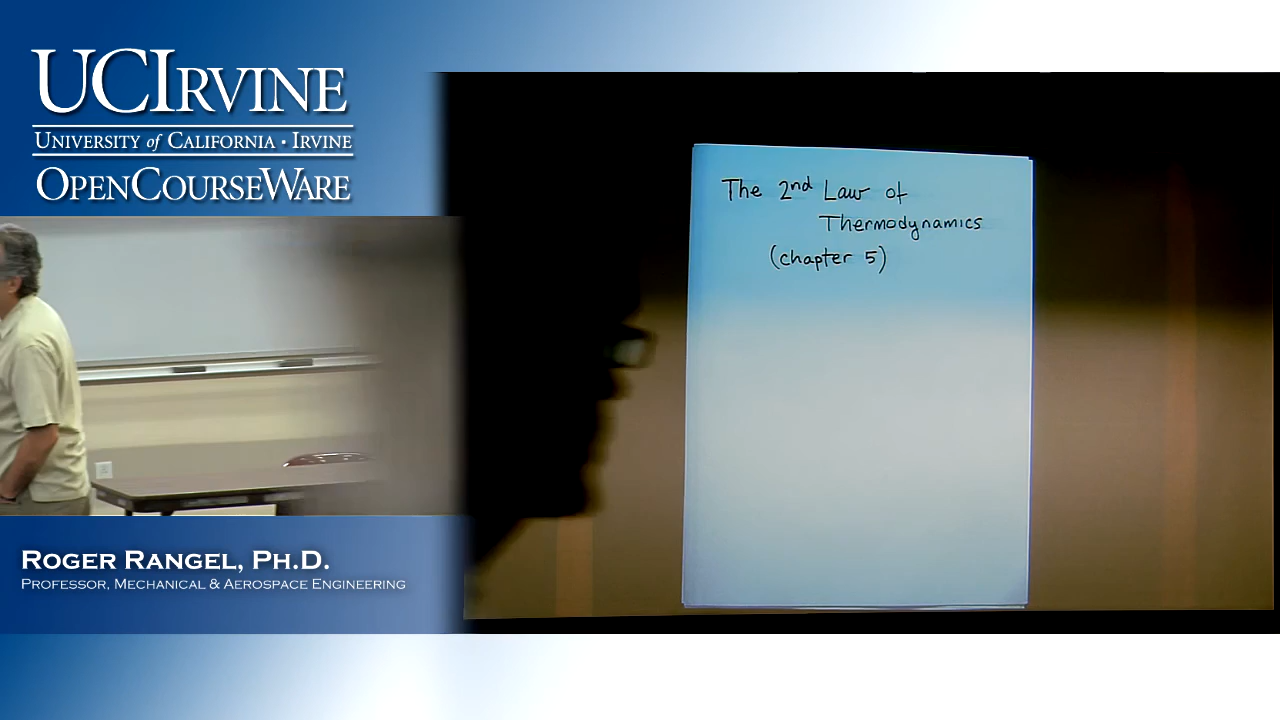 UCIRVINE
UNIVERSITY of CALIFORNIA · IRVINE
OPENCOURSEWARE
The 2nd Law of
Thermodynamics
(chapter 5)
ROGER RANGEL, PH.D.
PROFESSOR, MECHANICAL & AEROSPACE ENGINEERING